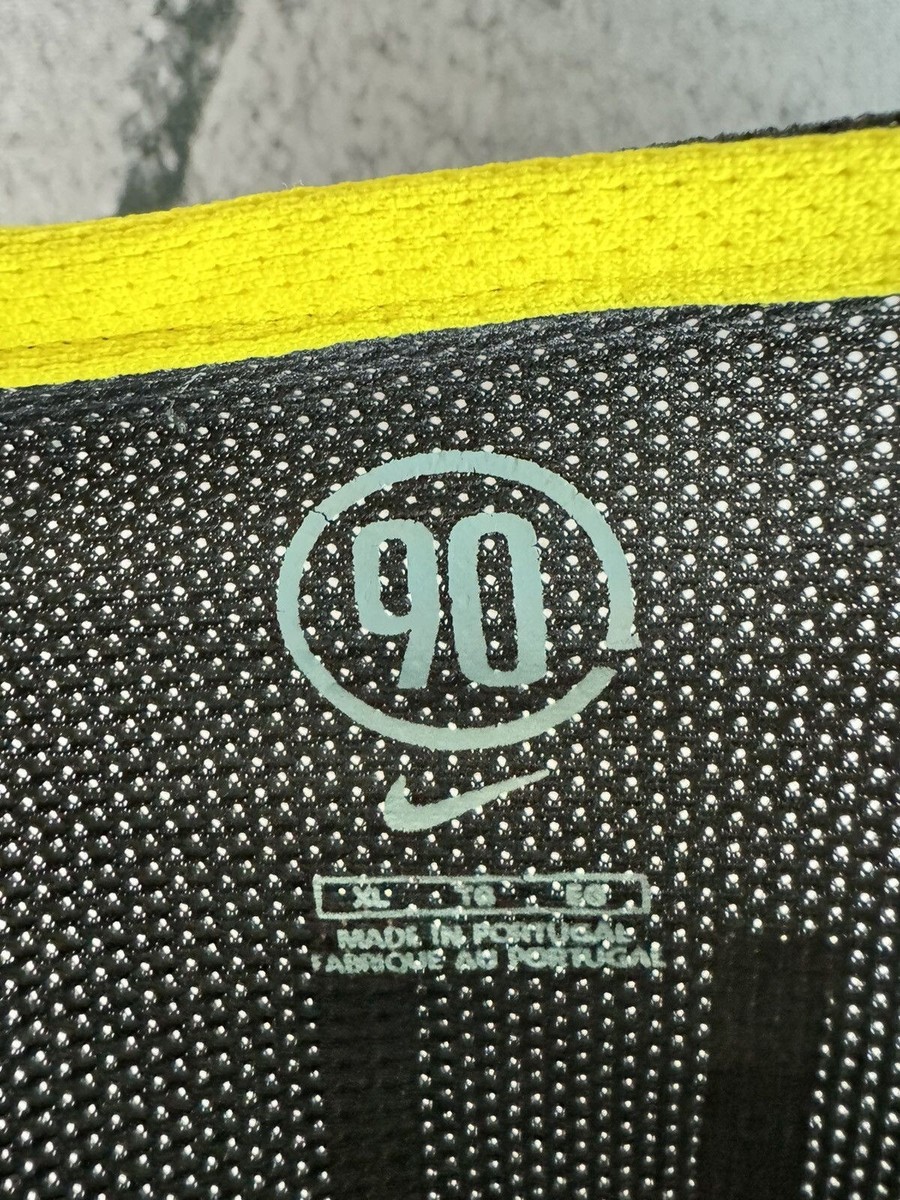 90
XL TG EG
MADE IN PORTUGAL
FABRIQUE AU PORTUGAL